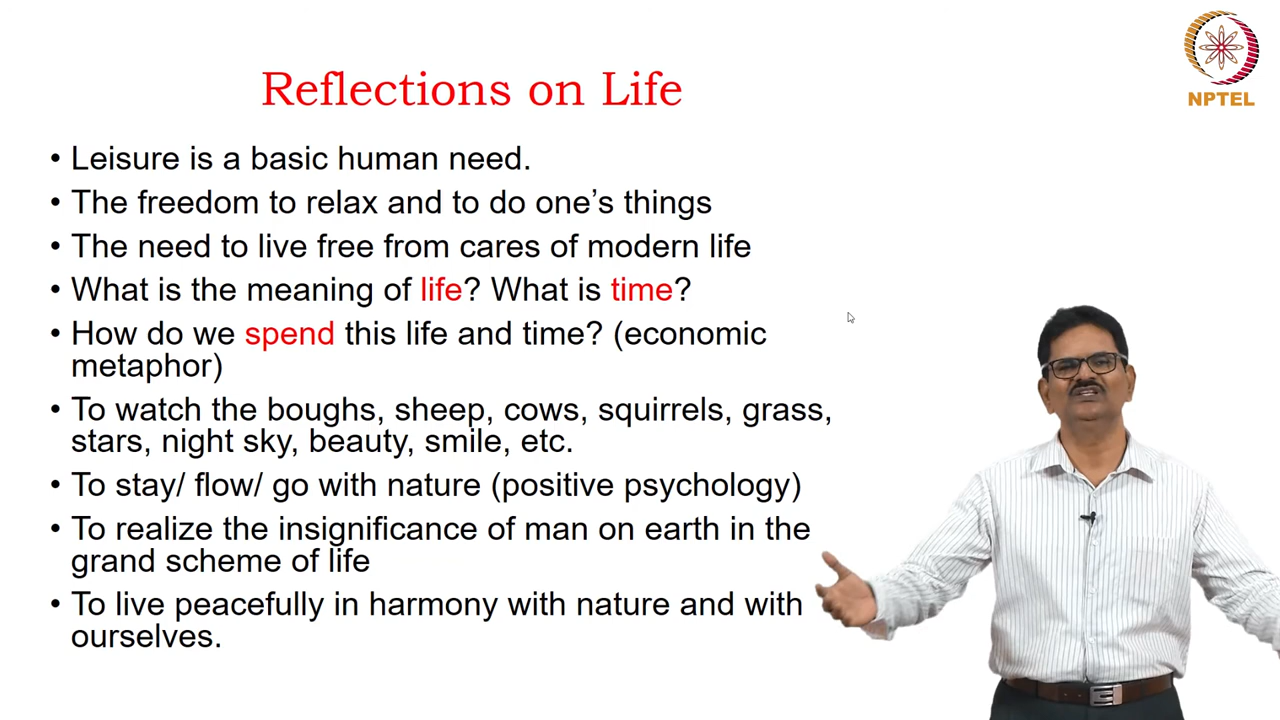 NPTEL
Reflections on Life
• Leisure is a basic human need.
• The freedom to relax and to do one’s things
• The need to live free from cares of modern life
• What is the meaning of life? What is time?
• How do we spend this life and time? (economic
metaphor)
• To watch the boughs, sheep, cows, squirrels, grass,
stars, night sky, beauty, smile, etc.
• To stay/ flow/ go with nature (positive psychology)
• To realize the insignificance of man on earth in the
grand scheme of life
• To live peacefully in harmony with nature and with
ourselves.